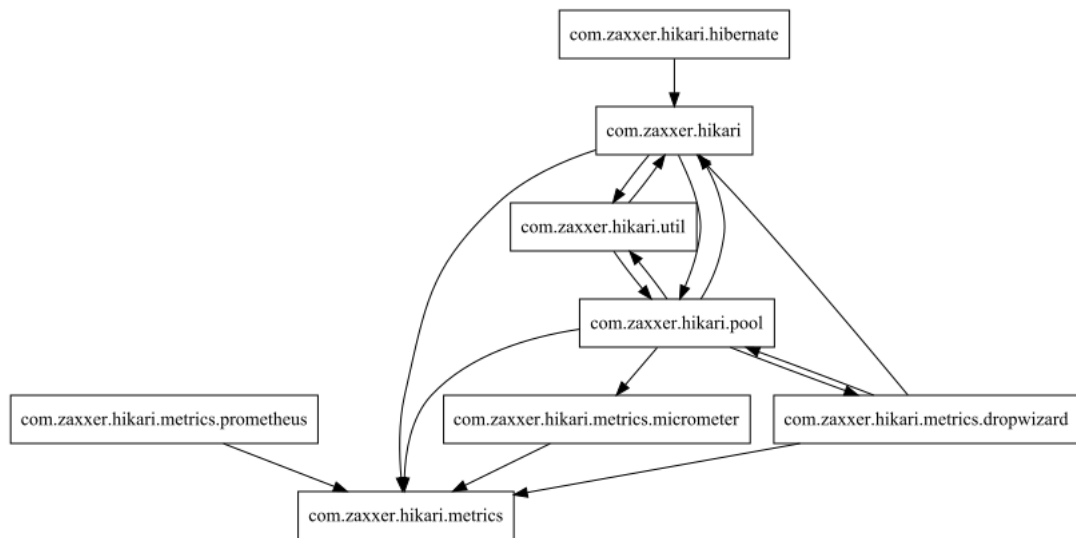 com.zaxxer.hikari.hibernate
com.zaxxer.hikari
com.zaxxer.hikari.util
com.zaxxer.hikari.pool
com.zaxxer.hikari.metrics.prometheus
com.zaxxer.hikari.metrics.micrometer
com.zaxxer.hikari.metrics.dropwizard
com.zaxxer.hikari.metrics